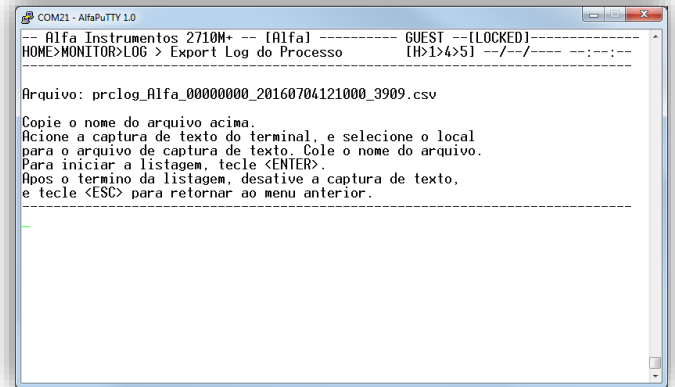 COM21 - AlfaPuTTY 1.0
-- Alfa Instrumentos 2710M+ -- [Alfa] ---------- GUEST --[LOCKED]--------------
HOME>MONITOR>LOG > Export Log do Processo [H>1>4>5] --/--/---- --:--:--
--------------------------------------------------------------------------------
Arquivo: prclog_Alfa_00000000_20160704121000_3909.csv
Copie o nome do arquivo acima.
Acione a captura de texto do terminal, e selecione o local
para o arquivo de captura de texto. Cole o nome do arquivo.
Para iniciar a listagem, tecle <ENTER>.
Apos o termino da listagem, desative a captura de texto,
e tecle <ESC> para retornar ao menu anterior.
--------------------------------------------------------------------------------